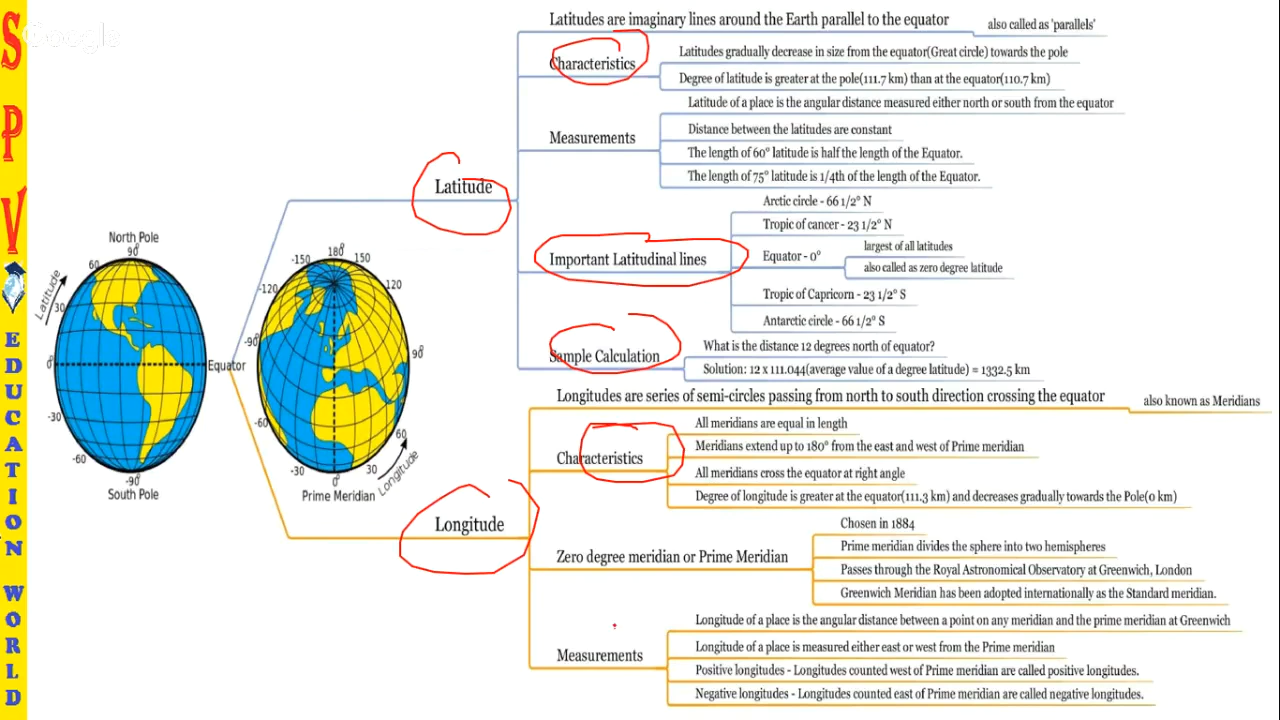 SPV EDUCATION WORLD
Google
Latitudes are imaginary lines around the Earth parallel to the equator
also called as 'parallels'
Characteristics
Latitudes gradually decrease in size from the equator(Great circle) towards the pole
Degree of latitude is greater at the pole(111.7 km) than at the equator(110.7 km)
Measurements
Latitude of a place is the angular distance measured either north or south from the equator
Distance between the latitudes are constant
The length of 60° latitude is half the length of the Equator.
The length of 75° latitude is 1/4th of the length of the Equator.
Latitude
Important Latitudinal lines
Arctic circle - 66 1/2° N
Tropic of cancer - 23 1/2° N
Equator - 0°
largest of all latitudes
also called as zero degree latitude
Tropic of Capricorn - 23 1/2° S
Antarctic circle - 66 1/2° S
Sample Calculation
What is the distance 12 degrees north of equator?
Solution: 12 x 111.044(average value of a degree latitude) = 1332.5 km
North Pole
90°
60
Latitude
30
0°
-30
-60
-90°
South Pole
Equator
180°
-150
150
-120
120
-90°
90°
-60
60
-30
30
0°
Longitude
Prime Meridian
Longitude
Longitudes are series of semi-circles passing from north to south direction crossing the equator
also known as Meridians
Characteristics
All meridians are equal in length
Meridians extend up to 180° from the east and west of Prime meridian
All meridians cross the equator at right angle
Degree of longitude is greater at the equator(111.3 km) and decreases gradually towards the Pole(0 km)
Zero degree meridian or Prime Meridian
Chosen in 1884
Prime meridian divides the sphere into two hemispheres
Passes through the Royal Astronomical Observatory at Greenwich, London
Greenwich Meridian has been adopted internationally as the Standard meridian.
Measurements
Longitude of a place is the angular distance between a point on any meridian and the prime meridian at Greenwich
Longitude of a place is measured either east or west from the Prime meridian
Positive longitudes - Longitudes counted west of Prime meridian are called positive longitudes.
Negative longitudes - Longitudes counted east of Prime meridian are called negative longitudes.